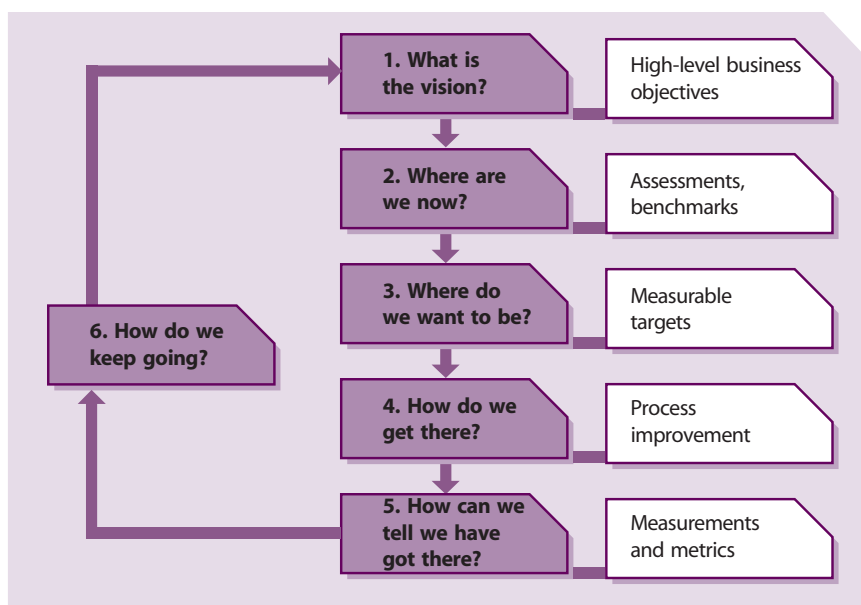 1. What is
the vision?
High-level business
objectives
2. Where are
we now?
Assessments,
benchmarks
3. Where do
we want to be?
Measurable
targets
4. How do we
get there?
Process
improvement
5. How can we
tell we have
got there?
Measurements
and metrics
6. How do we
keep going?